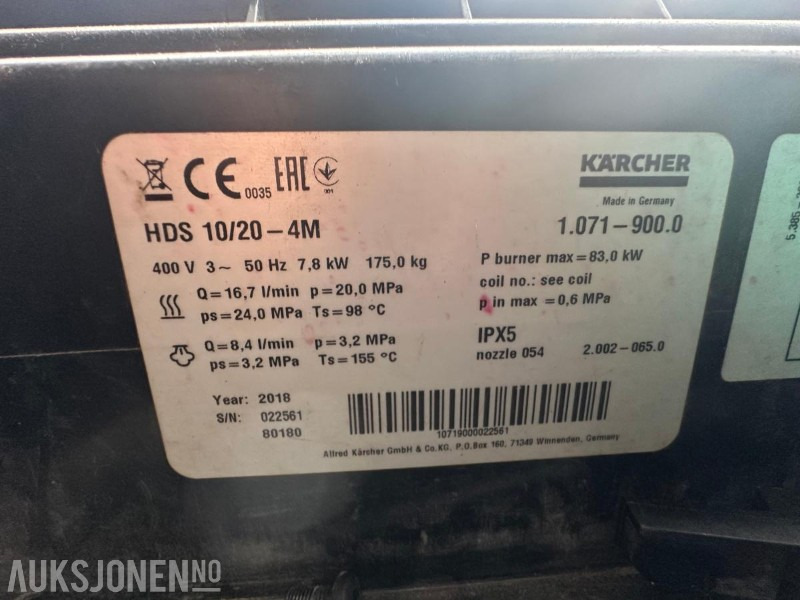 0035 EAC
KÄRCHER
Made in Germany
HDS 10/20-4M
1.071-900.0
400 V 3~ 50 Hz 7,8 kW 175,0 kg
P burner max=83,0 kW
Q=16,7 l/min p=20,0 MPa
coil no.: see coil
ps=24,0 MPa Ts=98 °C
p in max =0,6 MPa
Q=8,4 l/min p=3,2 MPa
IPX5
ps=3,2 MPa Ts=155 °C
nozzle 054 2.002-065.0
Year: 2018
S/N: 022561
80180
10719000022561
Alfred Kärcher GmbH & Co.KG, P.O.Box 160, 71349 Winnenden, Germany
AUKSJONEN.NO